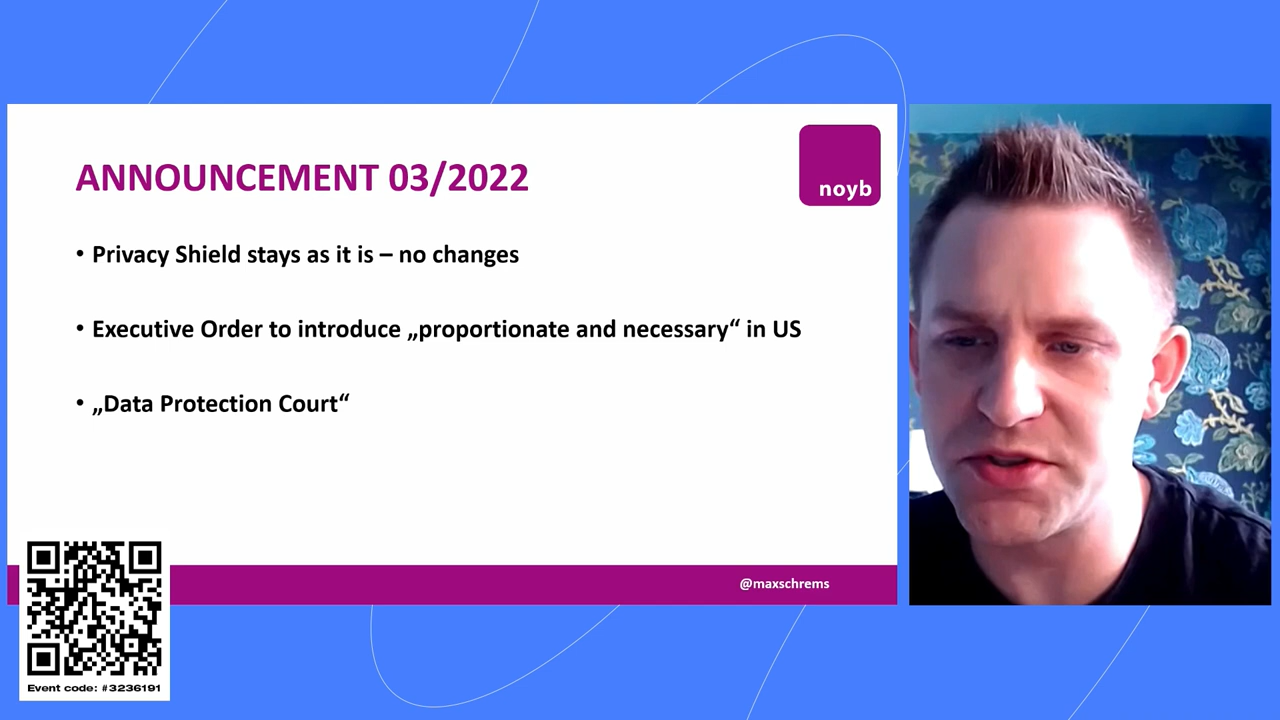 ANNOUNCEMENT 03/2022
noyb
• Privacy Shield stays as it is – no changes
• Executive Order to introduce „proportionate and necessary“ in US
• „Data Protection Court“
@maxschrems
Event code: #3236191